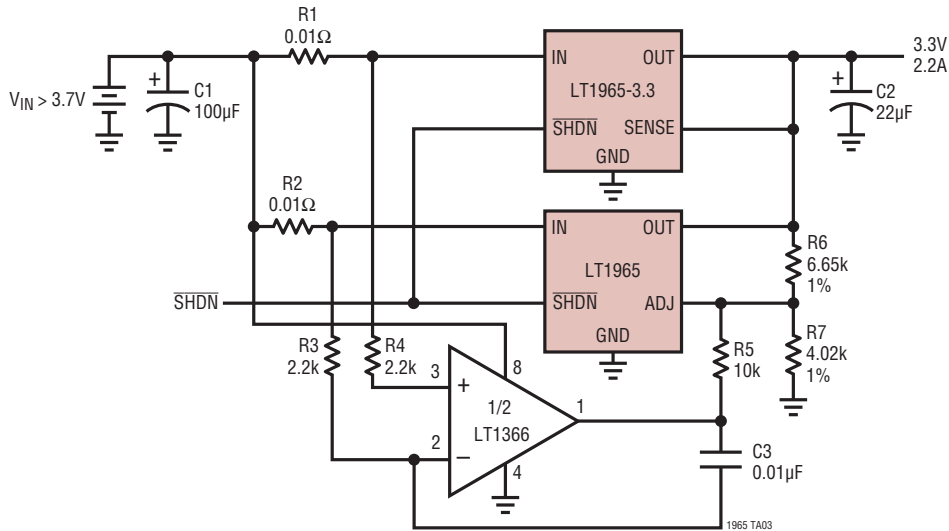 R1
0.01Ω
3.3V
2.2A
IN
OUT
LT1965-3.3
SHDN
SENSE
GND
VIN > 3.7V
+
C1
100µF
+
C2
22µF
R2
0.01Ω
IN
OUT
LT1965
SHDN
ADJ
GND
SHDN
R6
6.65k
1%
R7
4.02k
1%
R3
2.2k
R4
2.2k
R5
10k
3
+
8
1/2
LT1366
1
2
–
4
C3
0.01µF
1965 TA03